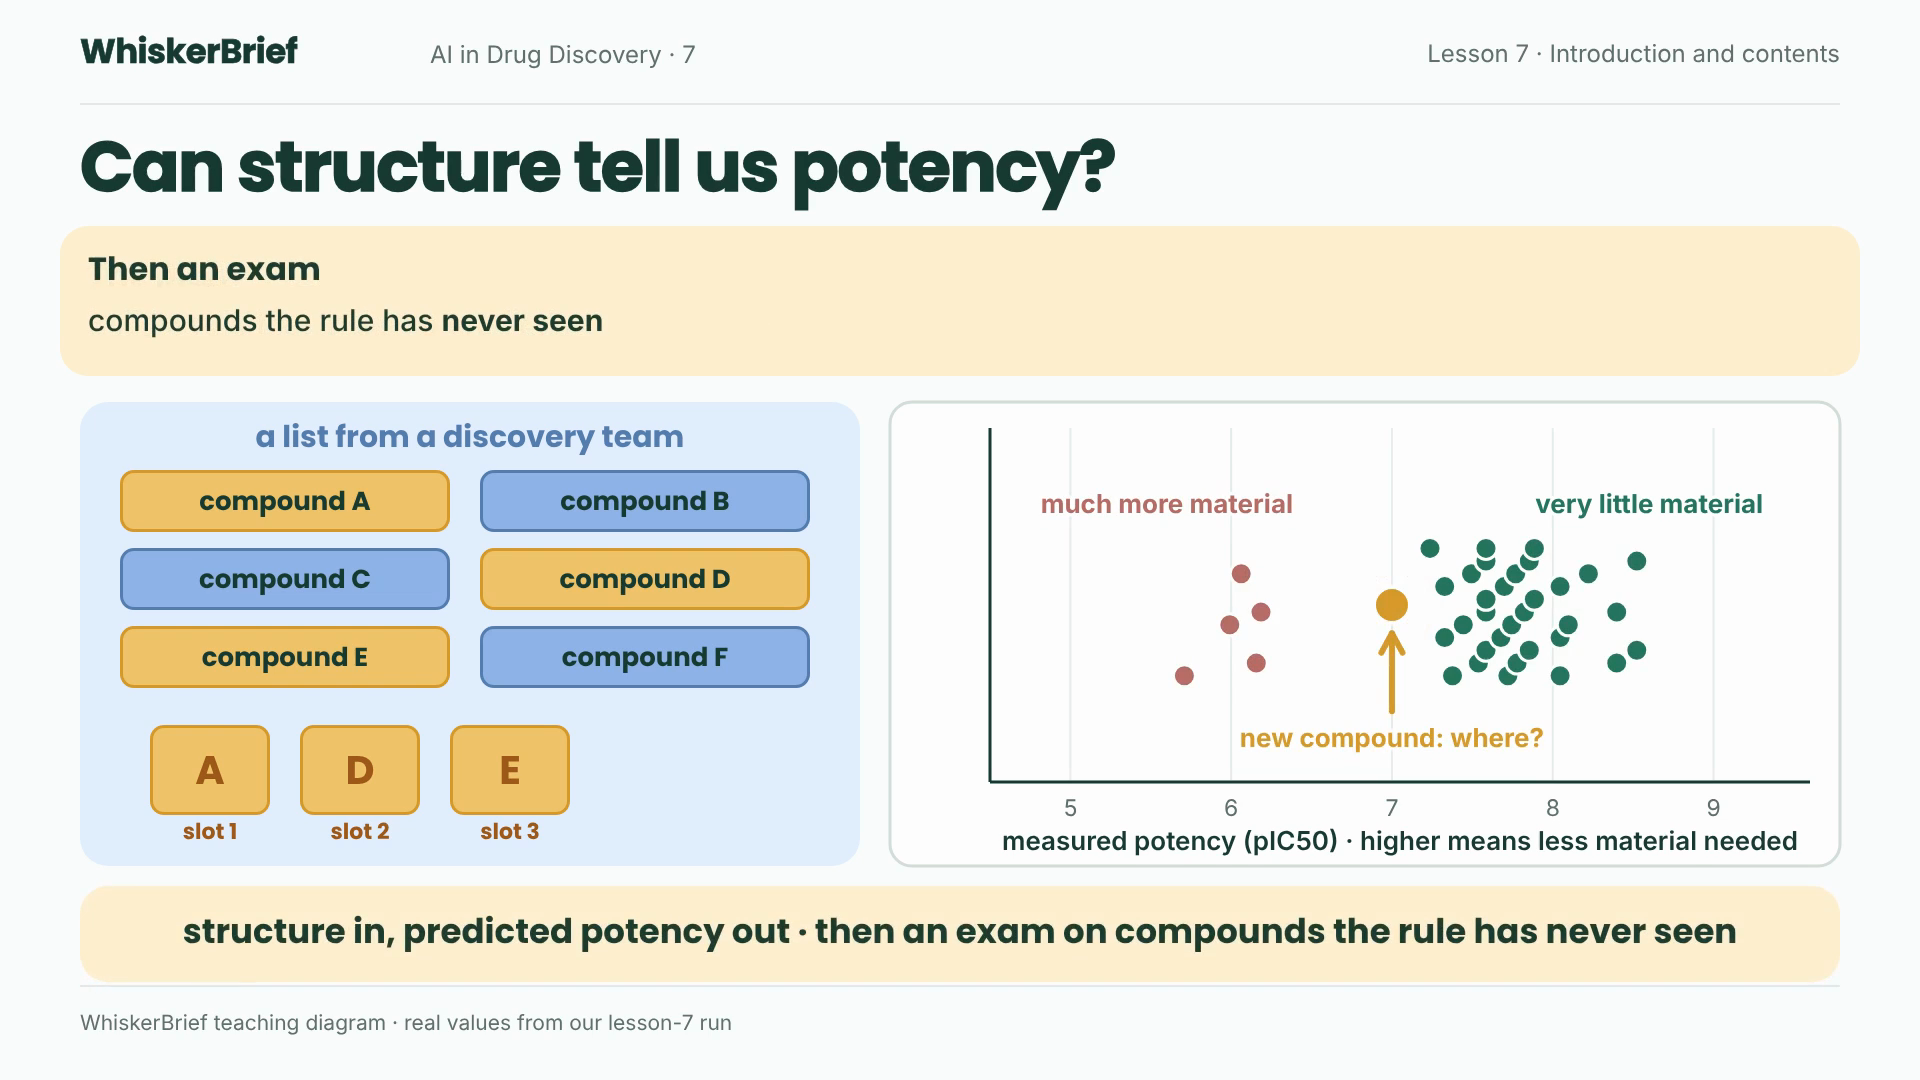 WhiskerBrief
AI in Drug Discovery · 7
Lesson 7 · Introduction and contents
Can structure tell us potency?
Then an exam
compounds the rule has never seen
a list from a discovery team
compound A
compound B
compound C
compound D
compound E
compound F
A
D
E
slot 1
slot 2
slot 3
much more material
very little material
new compound: where?
5
6
7
8
9
measured potency (pIC50) · higher means less material needed
structure in, predicted potency out · then an exam on compounds the rule has never seen
WhiskerBrief teaching diagram · real values from our lesson-7 run